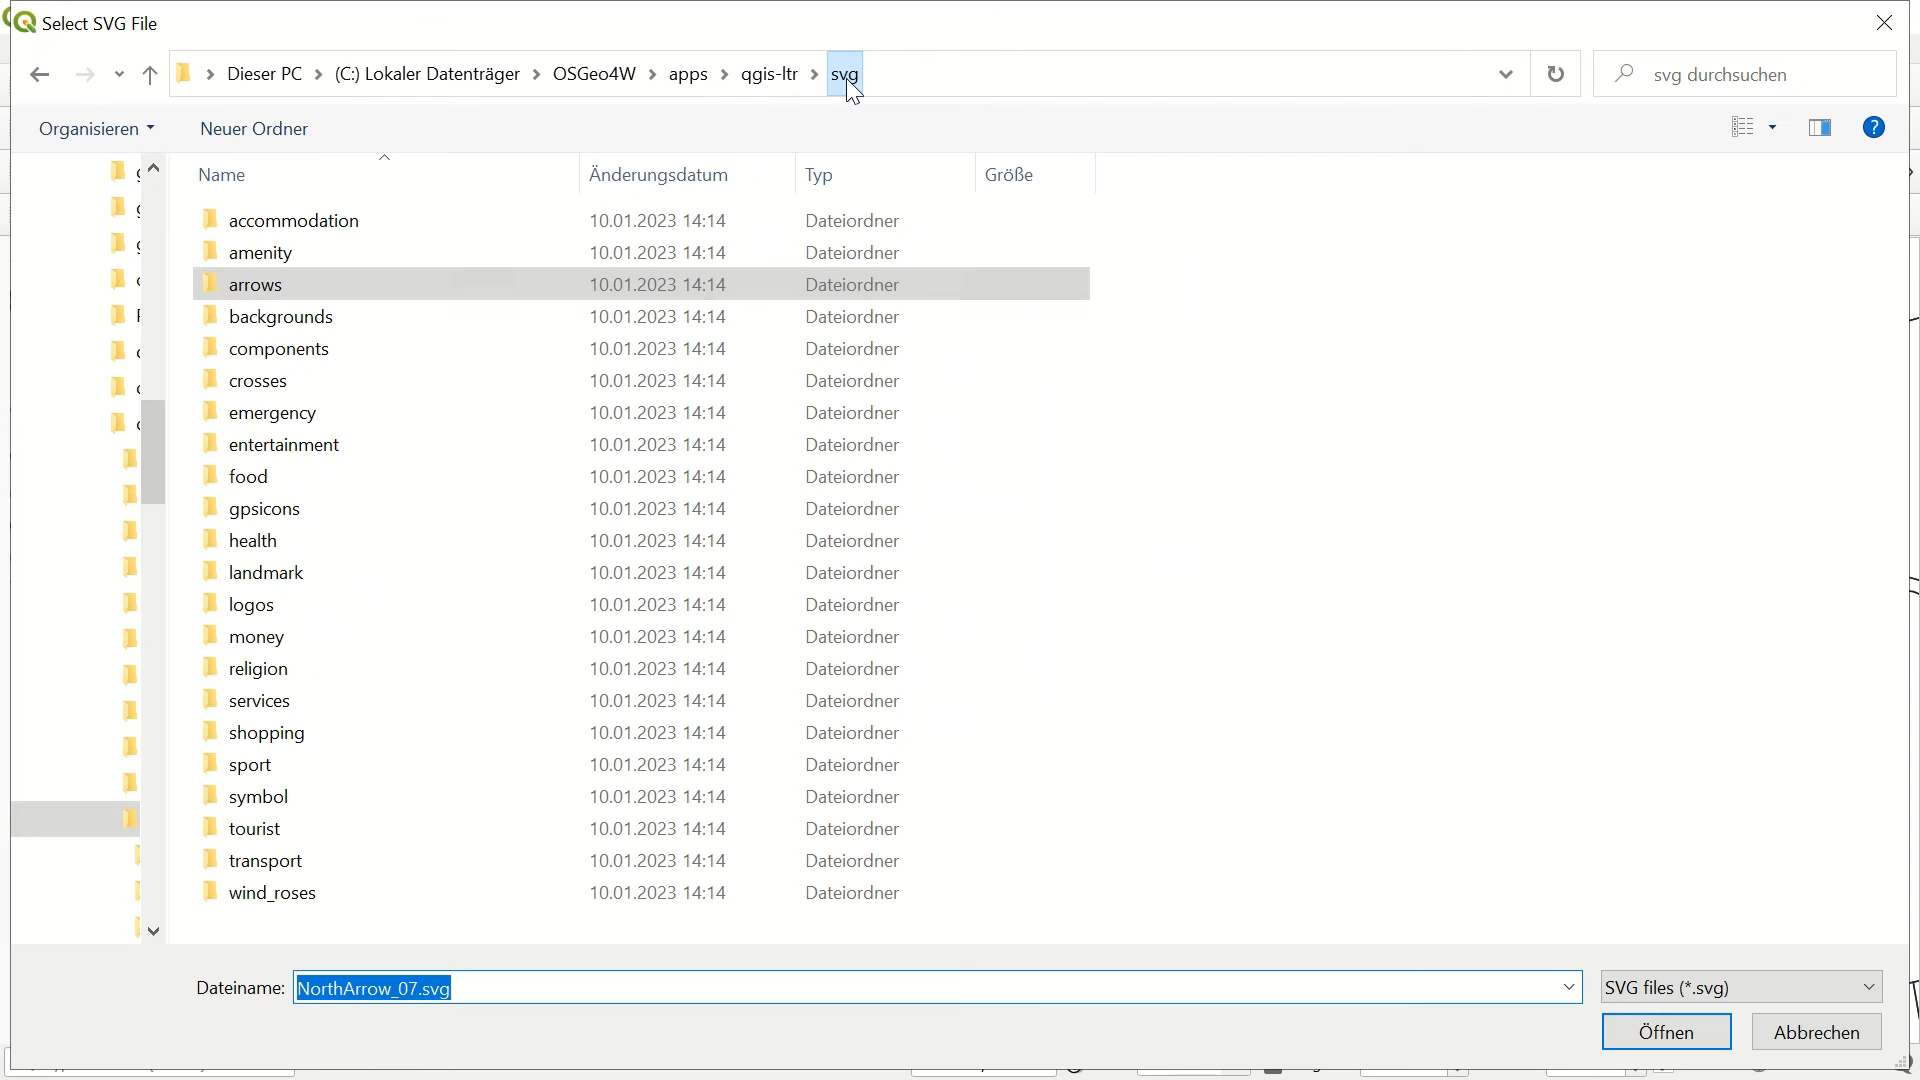 Select SVG File
Dieser PC > (C:) Lokaler Datenträger > OSGeo4W > apps > qgis-ltr > svg
svg durchsuchen
Organisieren
Neuer Ordner
Name Änderungsdatum Typ Größe
accommodation 10.01.2023 14:14 Dateiordner
amenity 10.01.2023 14:14 Dateiordner
arrows 10.01.2023 14:14 Dateiordner
backgrounds 10.01.2023 14:14 Dateiordner
components 10.01.2023 14:14 Dateiordner
crosses 10.01.2023 14:14 Dateiordner
emergency 10.01.2023 14:14 Dateiordner
entertainment 10.01.2023 14:14 Dateiordner
food 10.01.2023 14:14 Dateiordner
gpsicons 10.01.2023 14:14 Dateiordner
health 10.01.2023 14:14 Dateiordner
landmark 10.01.2023 14:14 Dateiordner
logos 10.01.2023 14:14 Dateiordner
money 10.01.2023 14:14 Dateiordner
religion 10.01.2023 14:14 Dateiordner
services 10.01.2023 14:14 Dateiordner
shopping 10.01.2023 14:14 Dateiordner
sport 10.01.2023 14:14 Dateiordner
symbol 10.01.2023 14:14 Dateiordner
tourist 10.01.2023 14:14 Dateiordner
transport 10.01.2023 14:14 Dateiordner
wind_roses 10.01.2023 14:14 Dateiordner
Dateiname: NorthArrow_07.svg
SVG files (*.svg)
Öffnen
Abbrechen